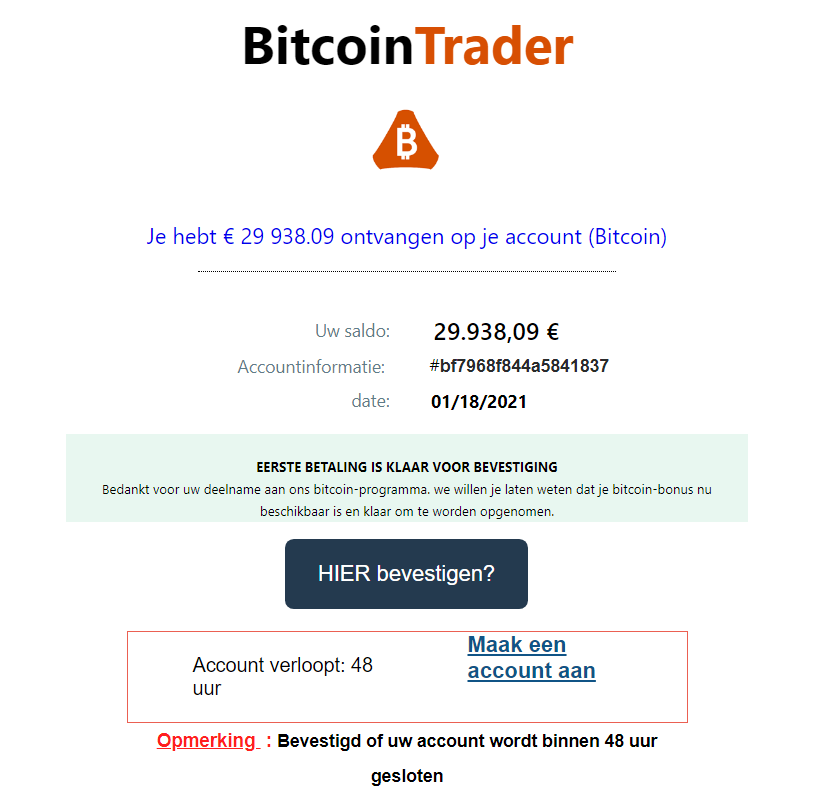 BitcoinTrader
Je hebt € 29 938.09 ontvangen op je account (Bitcoin)
Uw saldo: 29.938,09 €
Accountinformatie: #bf7968f844a5841837
date: 01/18/2021
EERSTE BETALING IS KLAAR VOOR BEVESTIGING
Bedankt voor uw deelname aan ons bitcoin-programma. we willen je laten weten dat je bitcoin-bonus nu
beschikbaar is en klaar om te worden opgenomen.
HIER bevestigen?
Account verloopt: 48
uur
Maak een
account aan
Opmerking : Bevestigd of uw account wordt binnen 48 uur
gesloten